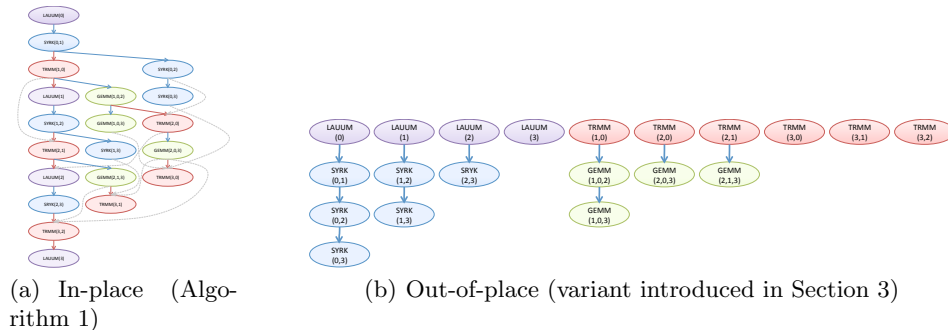 LAUUM(0)
SYRK(0,1)
TRMM(1,0) SYRK(0,2)
LAUUM(1) GEMM(1,0,2) SYRK(0,3)
SYRK(1,2) GEMM(1,0,3) TRMM(2,0)
TRMM(2,1) SYRK(1,3) GEMM(2,0,3)
LAUUM(2) GEMM(2,1,3) TRMM(3,0)
SRYK(2,3) TRMM(3,1)
TRMM(3,2)
LAUUM(3)
(a) In-place (Algo-
rithm 1)
LAUUM LAUUM LAUUM LAUUM TRMM TRMM TRMM TRMM TRMM TRMM
(0) (1) (2) (3) (1,0) (2,0) (2,1) (3,0) (3,1) (3,2)
SYRK SYRK SRYK GEMM GEMM GEMM
(0,1) (1,2) (2,3) (1,0,2) (2,0,3) (2,1,3)
SYRK SYRK GEMM
(0,2) (1,3) (1,0,3)
SYRK
(0,3)
(b) Out-of-place (variant introduced in Section 3)